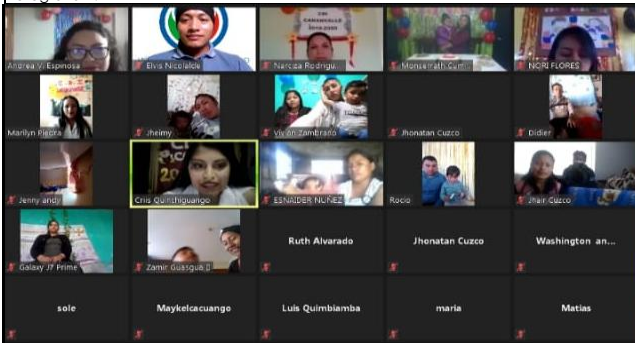 Andrea V. Espinosa
Elvis Nicolalde
Narciza Rodrigu...
Monserrath Cum...
NORI FLORES
Marilyn Piedra
Jheimy
Vivian Zambrano
Jhonatan Cuzco
Didier
Jenny andy
Criis Quinchiguango
ESNAIDER NUÑEZ
Rocio
Jhair Cuzco
Galaxy J7 Prime
Zamir Guasgua
Ruth Alvarado
Jhonatan Cuzco
Washington an...
sole
Maykelcacuango
Luis Quimbiamba
maria
Matias